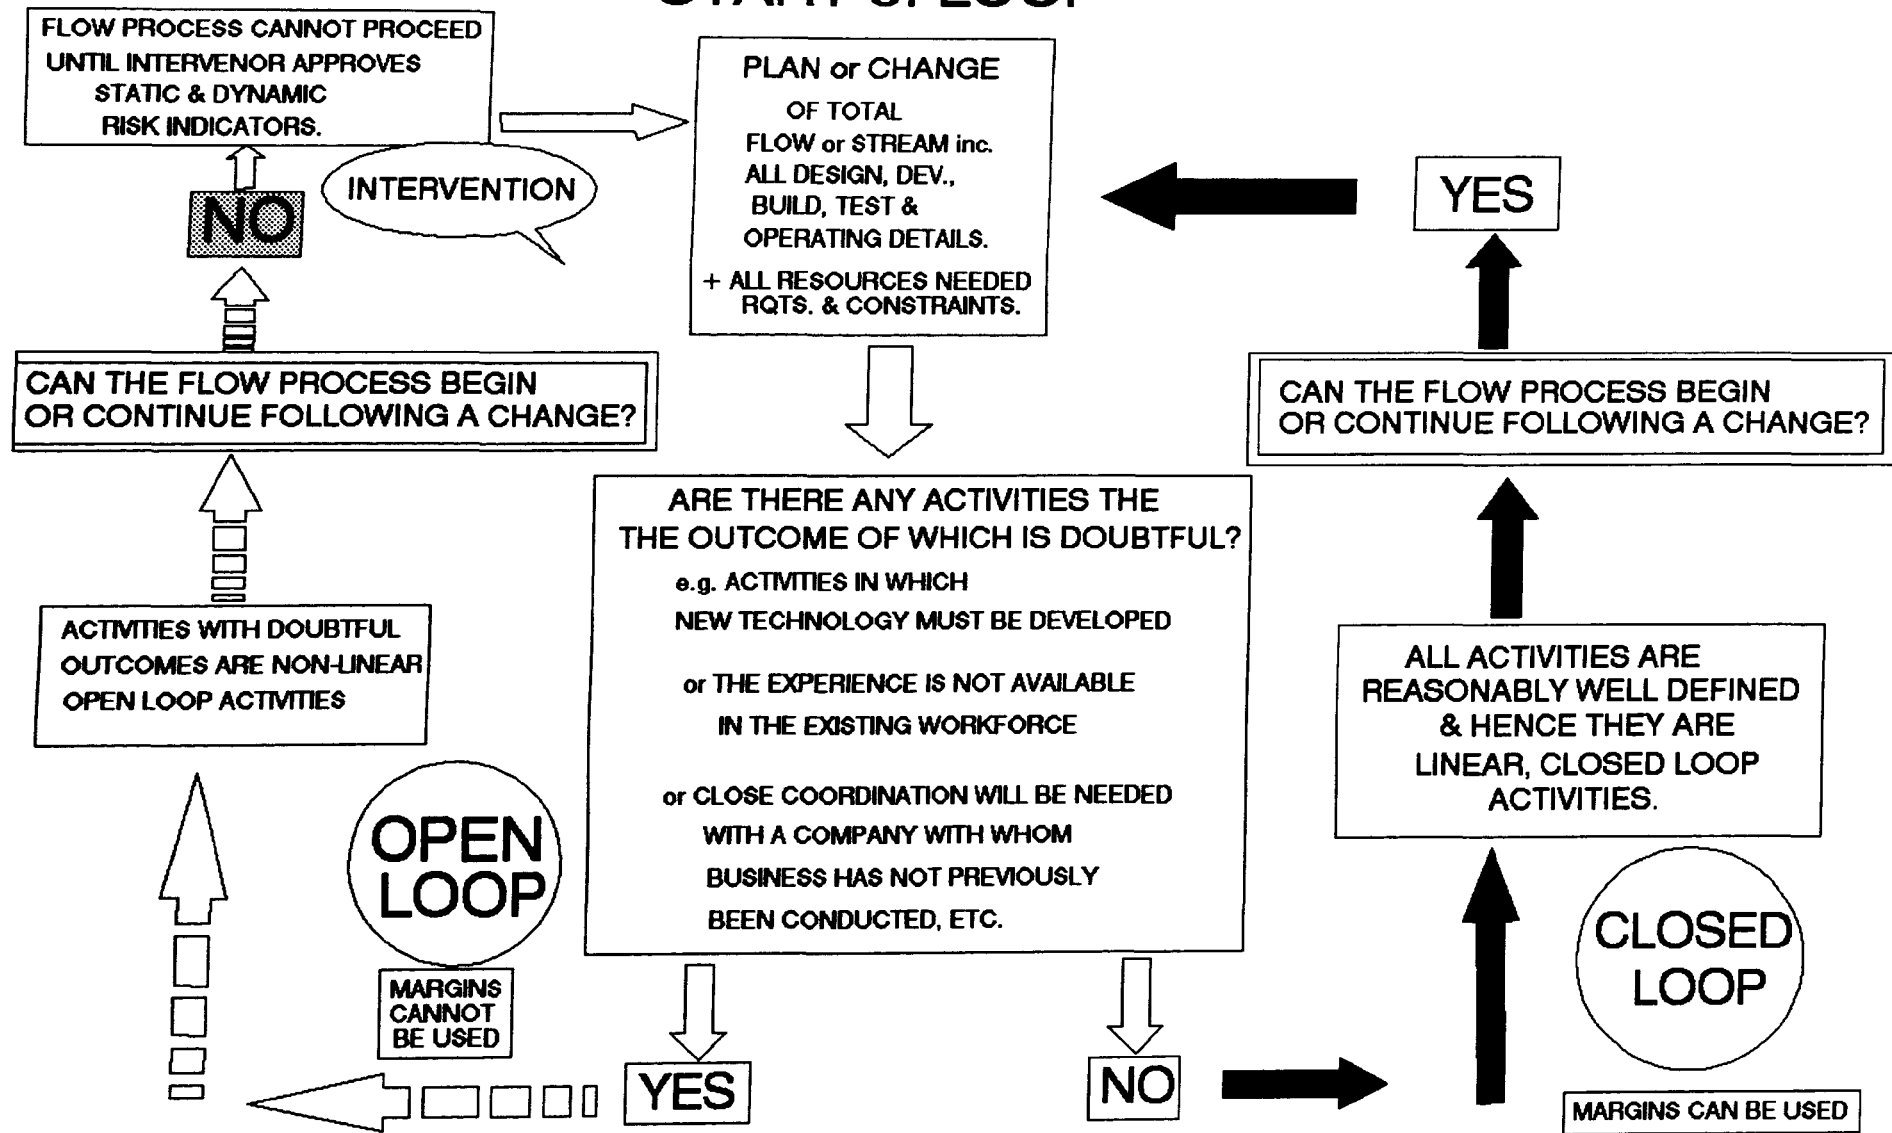 START of LOOP
FLOW PROCESS CANNOT PROCEED
UNTIL INTERVENOR APPROVES
STATIC & DYNAMIC
RISK INDICATORS.
INTERVENTION
NO
PLAN or CHANGE
OF TOTAL
FLOW or STREAM inc.
ALL DESIGN, DEV.,
BUILD, TEST &
OPERATING DETAILS.
+ ALL RESOURCES NEEDED
RQTS. & CONSTRAINTS.
YES
CAN THE FLOW PROCESS BEGIN
OR CONTINUE FOLLOWING A CHANGE?
CAN THE FLOW PROCESS BEGIN
OR CONTINUE FOLLOWING A CHANGE?
ARE THERE ANY ACTIVITIES THE
THE OUTCOME OF WHICH IS DOUBTFUL?
e.g. ACTIVITIES IN WHICH
NEW TECHNOLOGY MUST BE DEVELOPED
or THE EXPERIENCE IS NOT AVAILABLE
IN THE EXISTING WORKFORCE
or CLOSE COORDINATION WILL BE NEEDED
WITH A COMPANY WITH WHOM
BUSINESS HAS NOT PREVIOUSLY
BEEN CONDUCTED, ETC.
ACTIVITIES WITH DOUBTFUL
OUTCOMES ARE NON-LINEAR
OPEN LOOP ACTIVITIES
ALL ACTIVITIES ARE
REASONABLY WELL DEFINED
& HENCE THEY ARE
LINEAR, CLOSED LOOP
ACTIVITIES.
OPEN
LOOP
MARGINS
CANNOT
BE USED
YES
NO
CLOSED
LOOP
MARGINS CAN BE USED